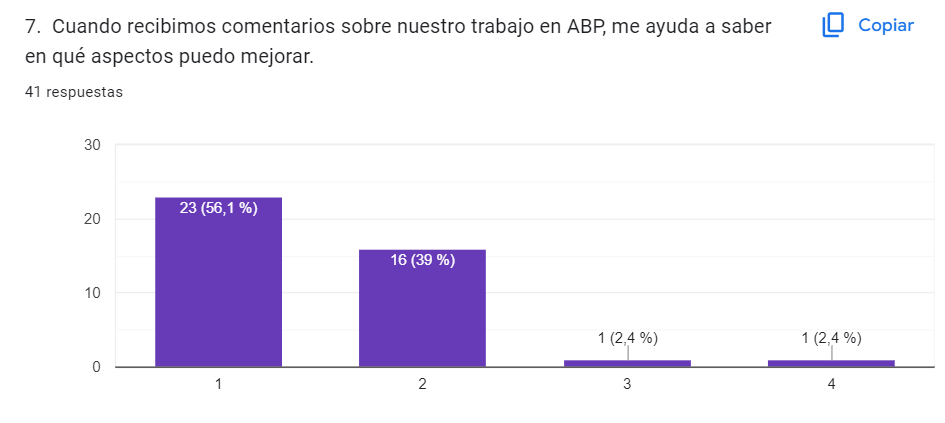 7. Cuando recibimos comentarios sobre nuestro trabajo en ABP, me ayuda a saber
en qué aspectos puedo mejorar.
Copiar
41 respuestas
30
20
10
0
23 (56,1 %)
16 (39 %)
1 (2,4 %)
1 (2,4 %)
1
2
3
4